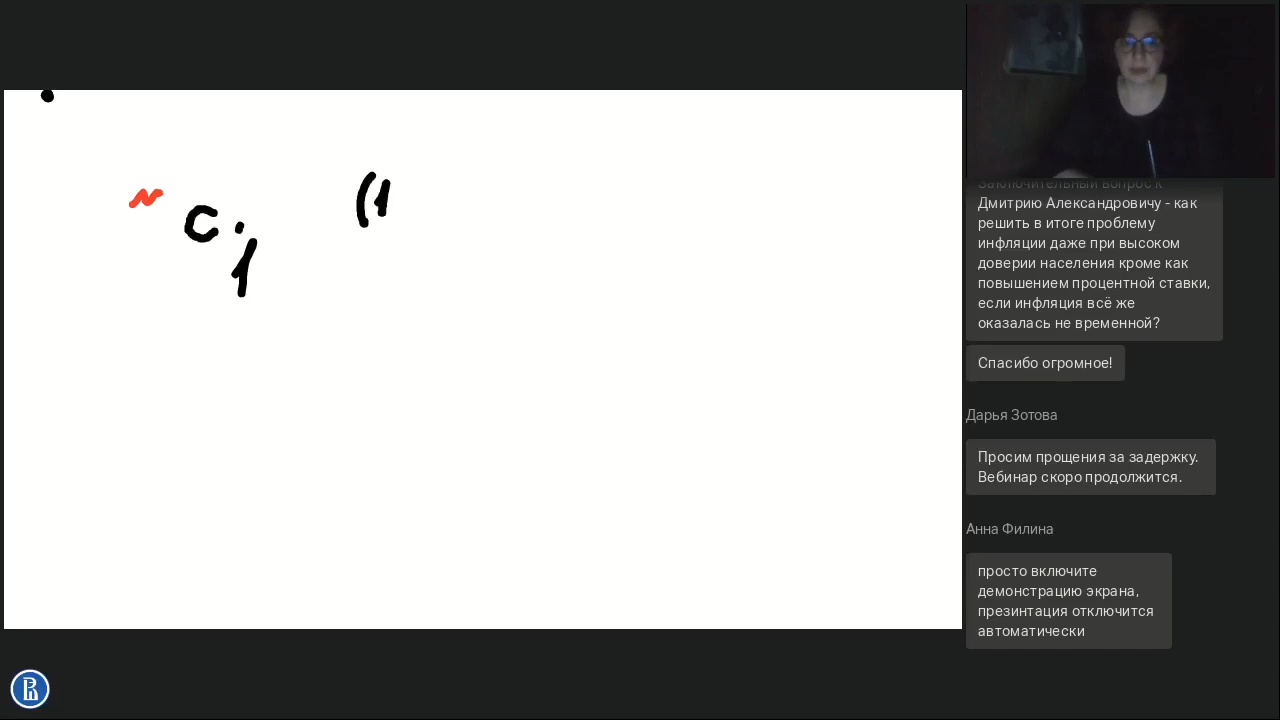 c i 1
(1
Дмитрию Александровичу - как
решить в итоге проблему
инфляции даже при высоком
доверии населения кроме как
повышением процентной ставки,
если инфляция всё же
оказалась не временной?
Спасибо огромное!
Дарья Зотова
Просим прощения за задержку.
Вебинар скоро продолжится.
Анна Филина
просто включите
демонстрацию экрана,
презинтация отключится
автоматически